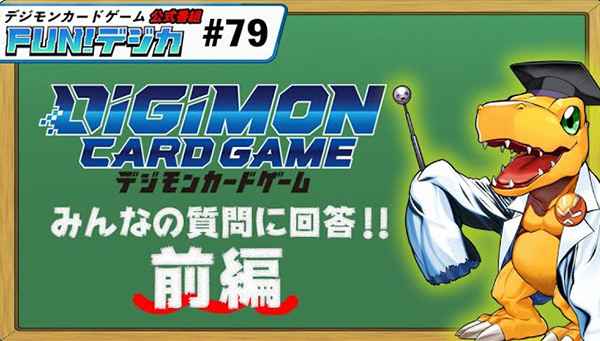 デジモンカードゲーム 公式番組
FUN!デジカ #79
DIGIMON
CARD GAME
デジモンカードゲーム
みんなの質問に回答!!
前編